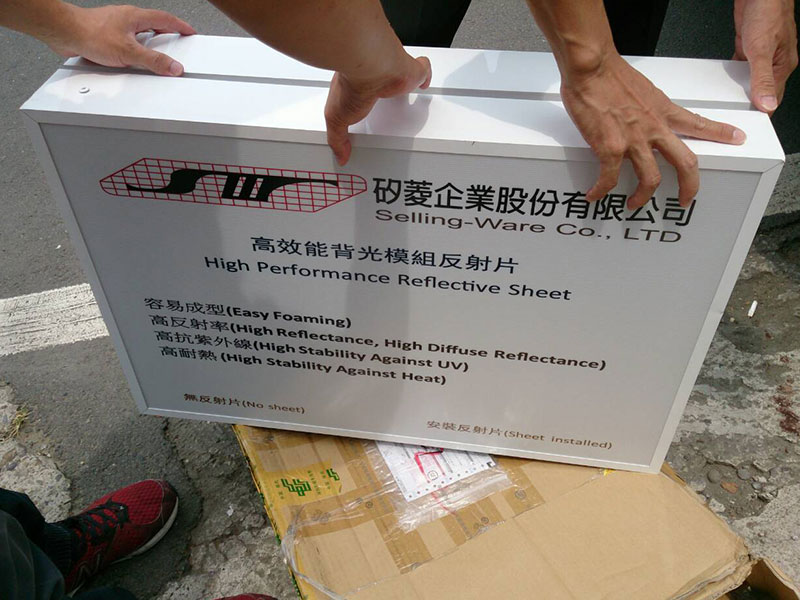 SWT
矽菱企業股份有限公司
Selling-Ware Co., LTD
高效能背光模組反射片
High Performance Reflective Sheet
容易成型(Easy Foaming)
高反射率(High Reflectance, High Diffuse Reflectance)
高抗紫外線(High Stability Against UV)
高耐熱(High Stability Against Heat)
無反射片(No sheet)
安裝反射片(Sheet installed)